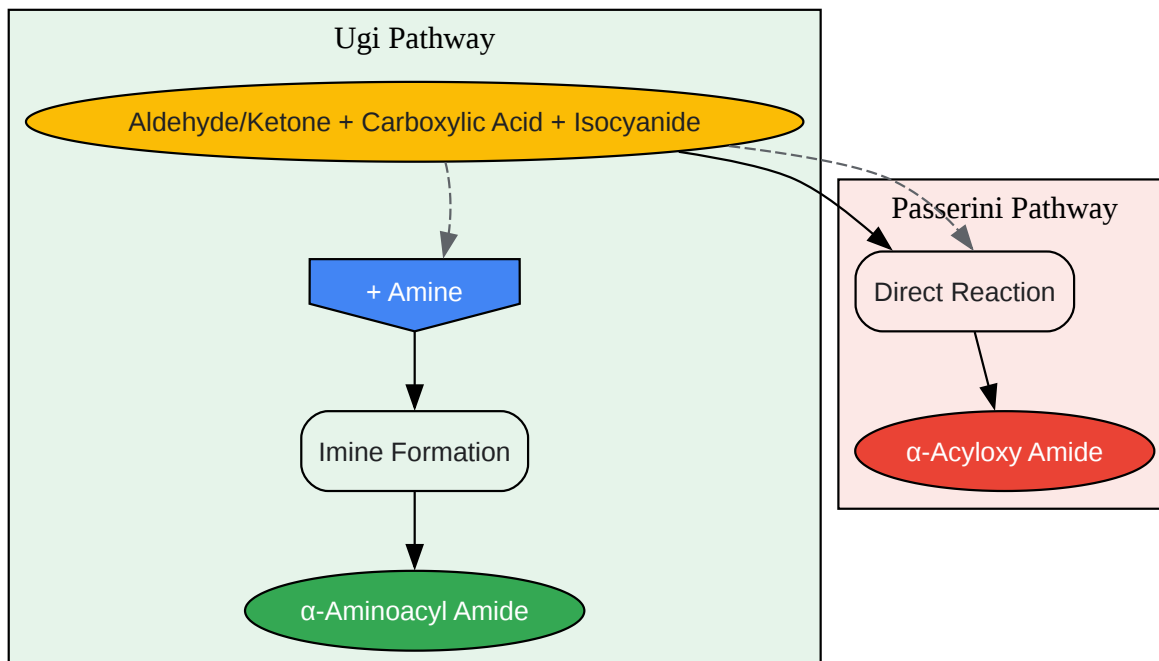 Ugi Pathway
Aldehyde/Ketone + Carboxylic Acid + Isocyanide
Passerini Pathway
+ Amine
Direct Reaction
Imine Formation
α-Acyloxy Amide
α-Aminoacyl Amide